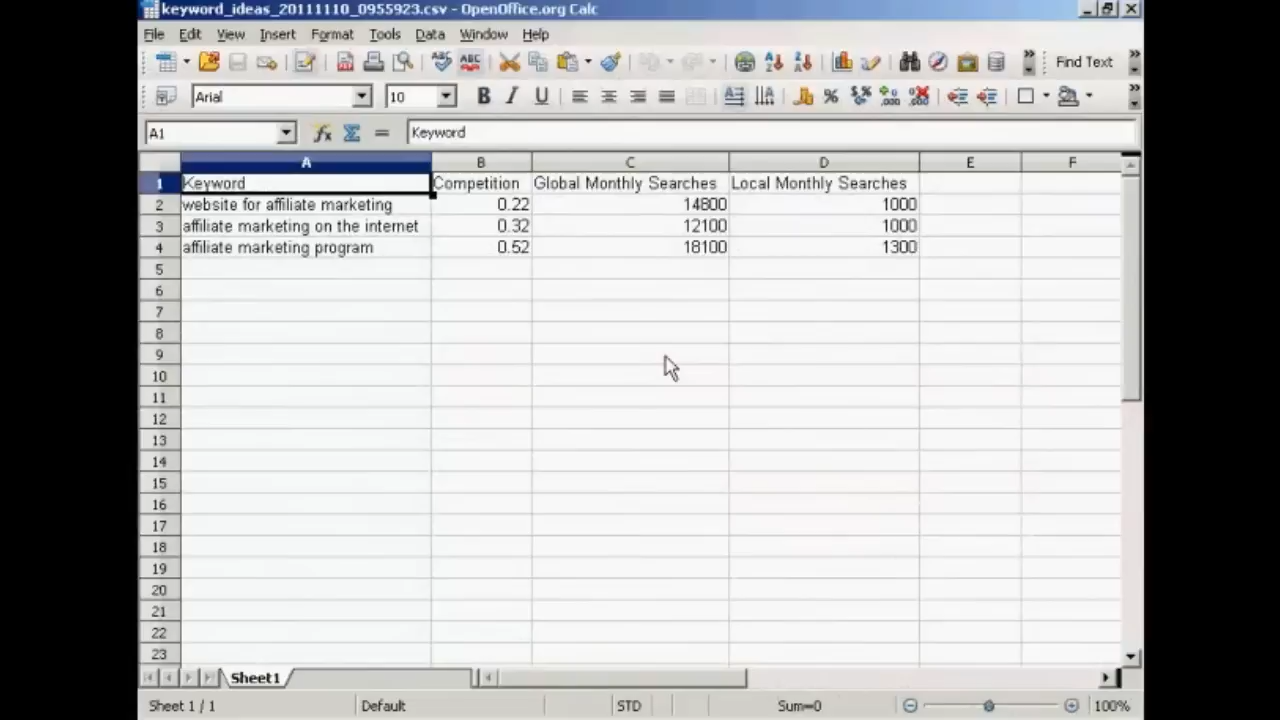 keyword_ideas_20111110_0955923.csv - OpenOffice.org Calc
File Edit View Insert Format Tools Data Window Help
ABC ABC Find Text
Arial 10 B I U
A1 Keyword
A B C D E F
1 Keyword Competition Global Monthly Searches Local Monthly Searches
2 website for affiliate marketing 0.22 14800 1000
3 affiliate marketing on the internet 0.32 12100 1000
4 affiliate marketing program 0.52 18100 1300
5
6
7
8
9
10
11
12
13
14
15
16
17
18
19
20
21
22
23
Sheet1
Sheet 1 / 1 Default STD Sum=0 100%